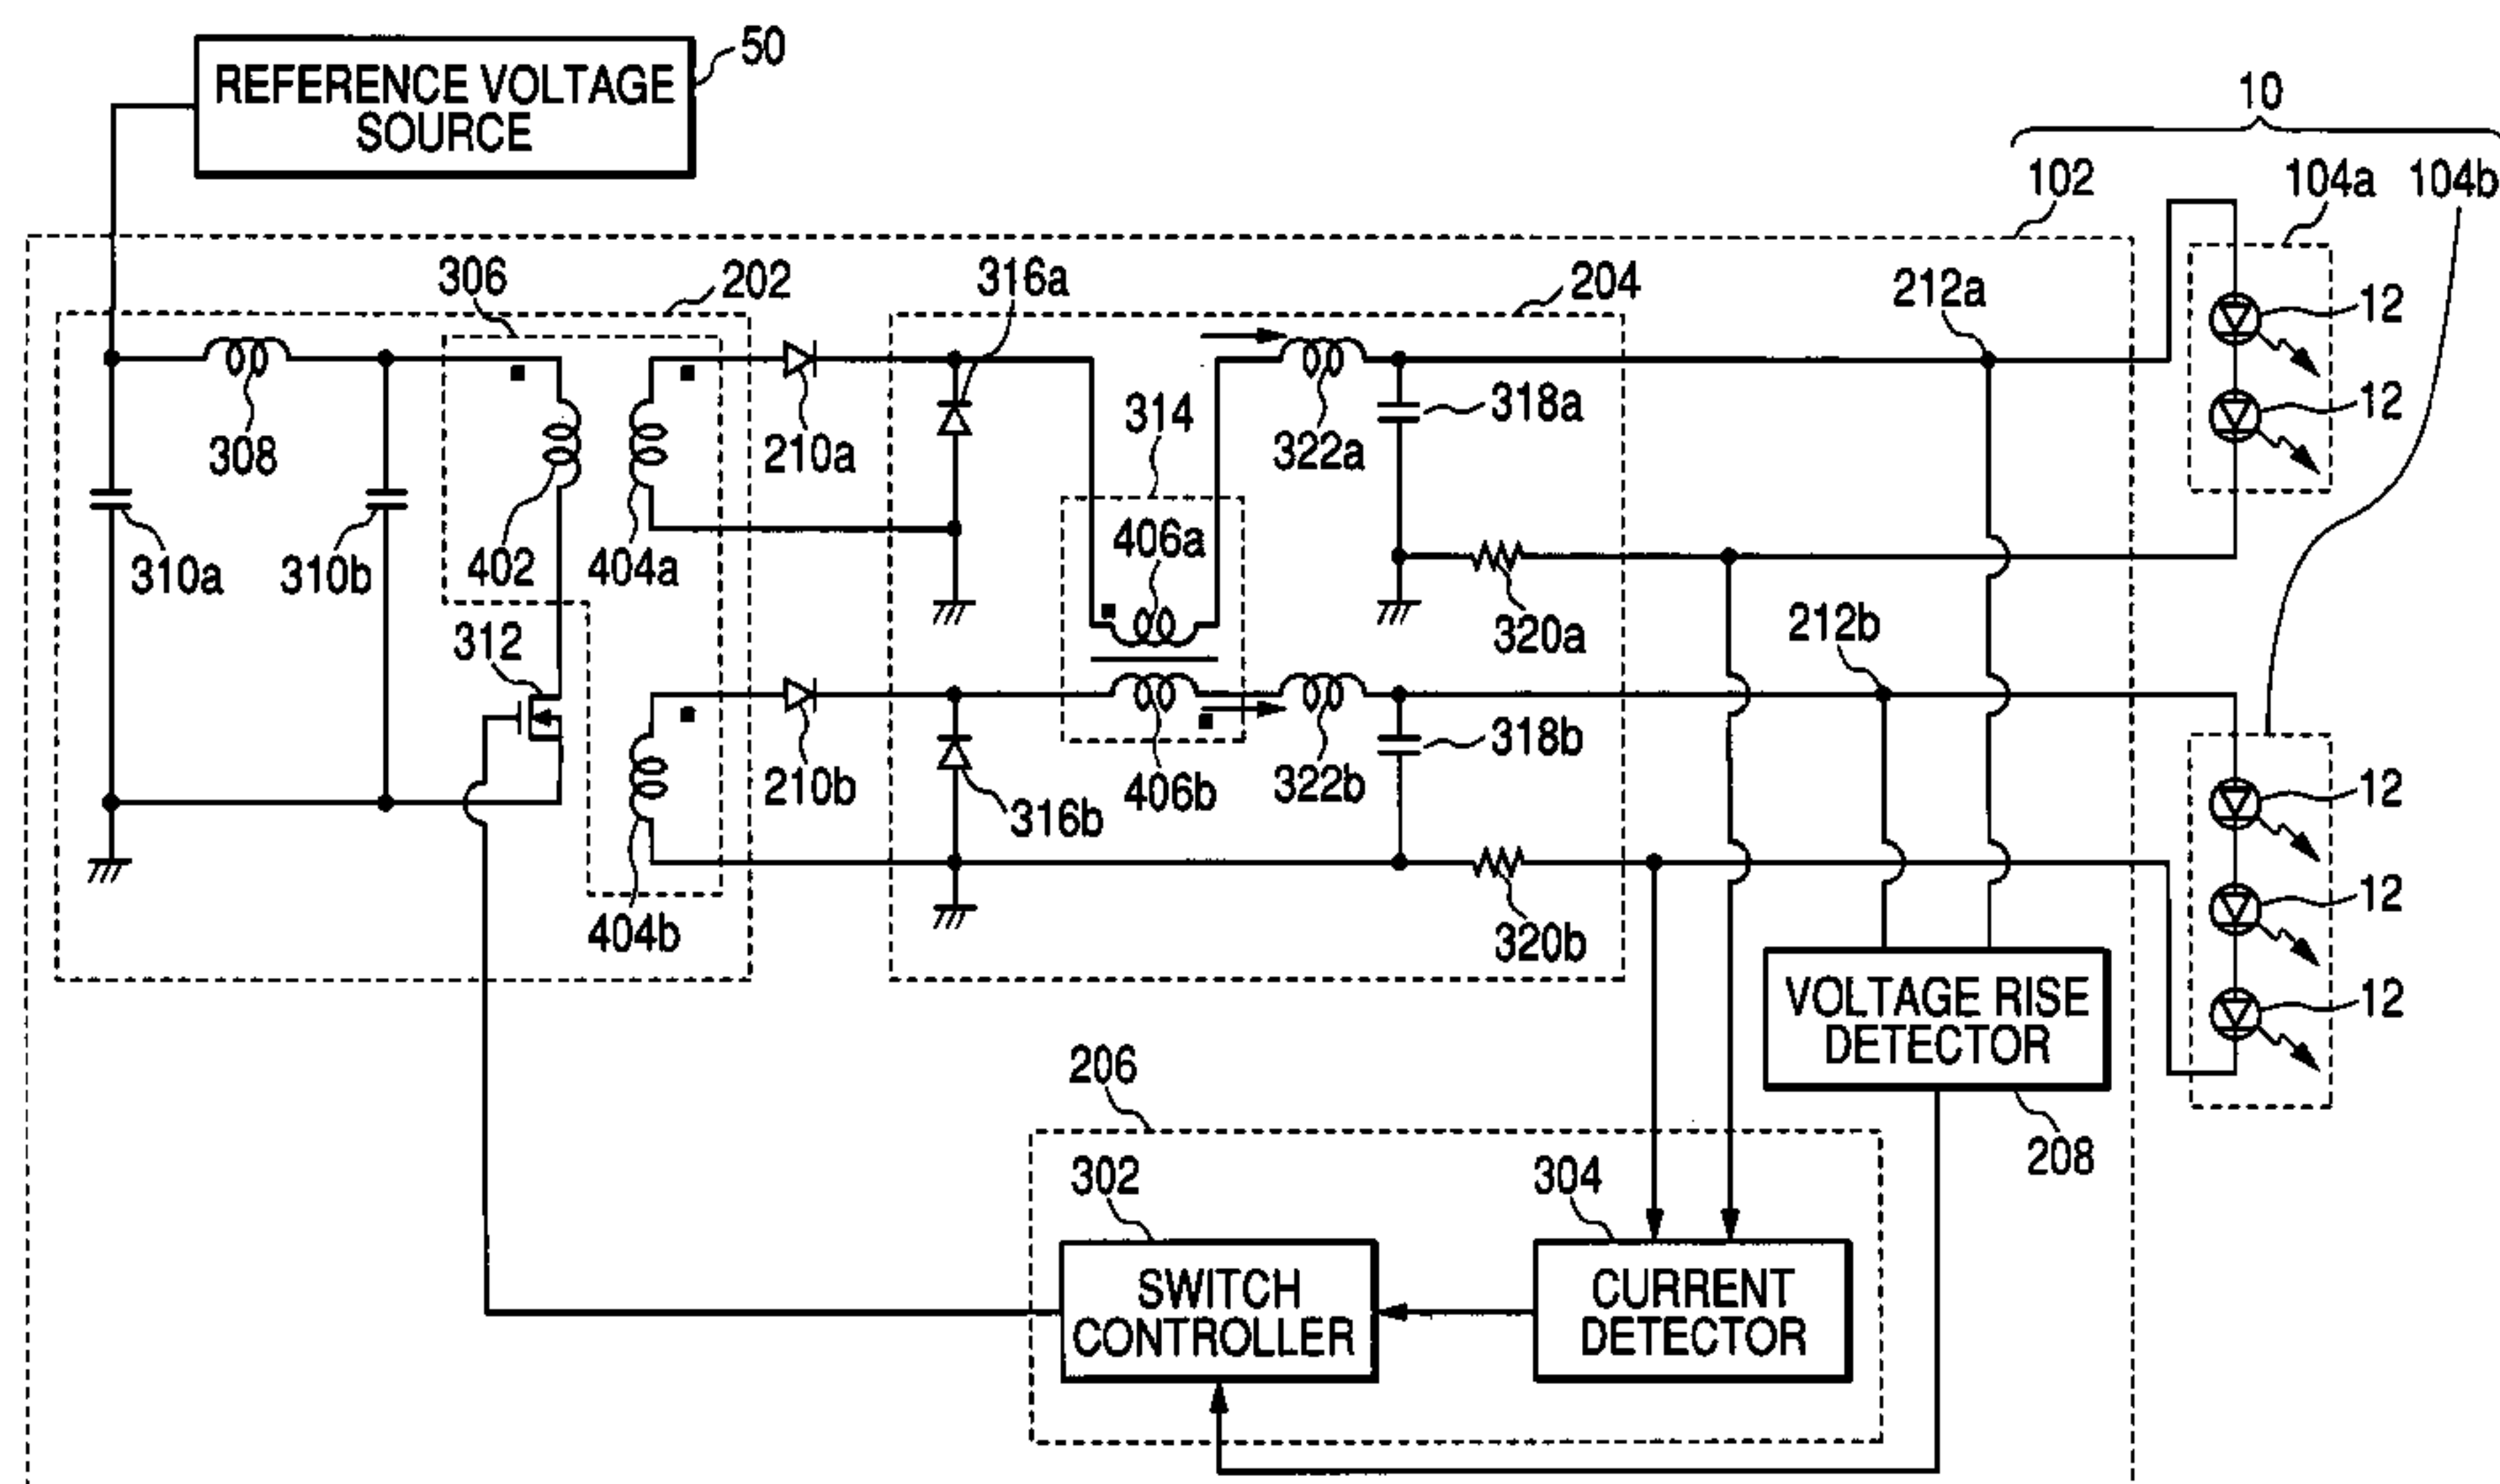 50
REFERENCE VOLTAGE
SOURCE
10
102
104a
104b
306
202
316a
204
212a
12
308
210a
314
322a
318a
12
310a
310b
402
404a
406a
320a
212b
312
210b
316b
406b
322b
318b
12
404b
320b
12
VOLTAGE RISE
DETECTOR
12
206
208
302
304
SWITCH
CONTROLLER
CURRENT
DETECTOR